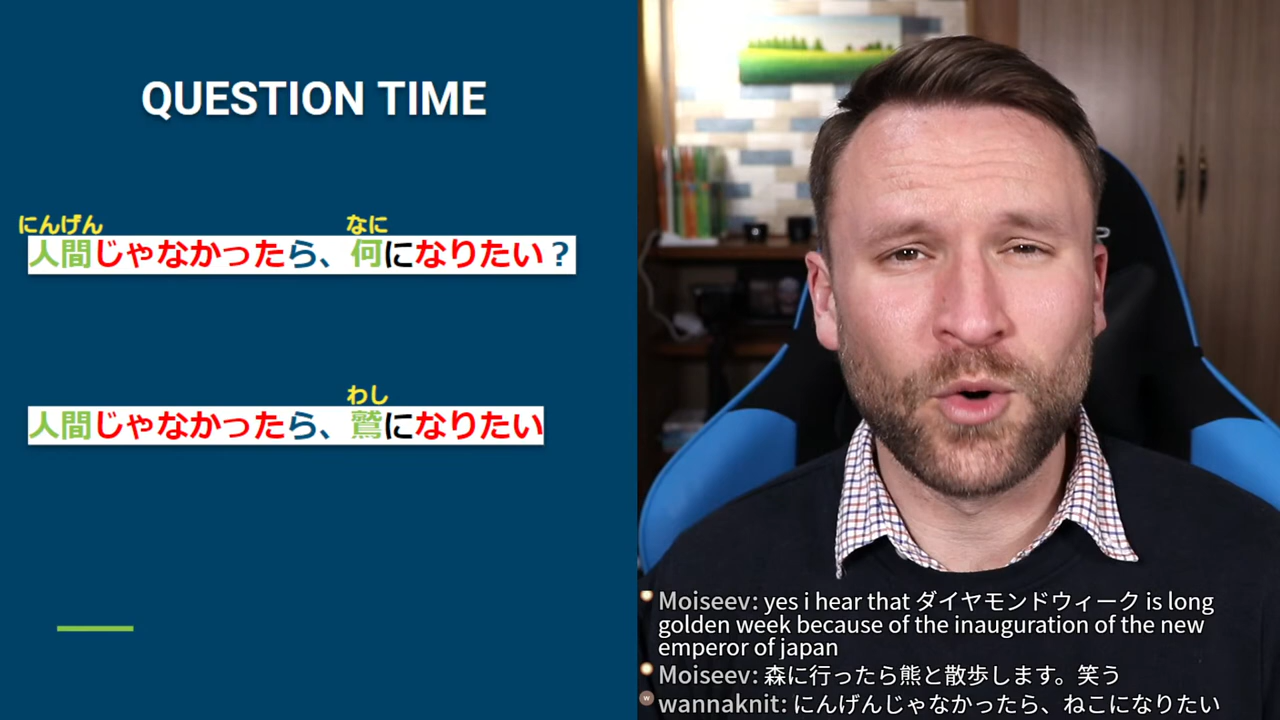 QUESTION TIME
にんげん なに
人間じゃなかったら、何になりたい？
わし
人間じゃなかったら、鷲になりたい
Moiseev: yes i hear that ダイヤモンドウィーク is long
golden week because of the inauguration of the new
emperor of japan
Moiseev: 森に行ったら熊と散歩します。笑う
wannaknit: にんげんじゃなかったら、ねこになりたい